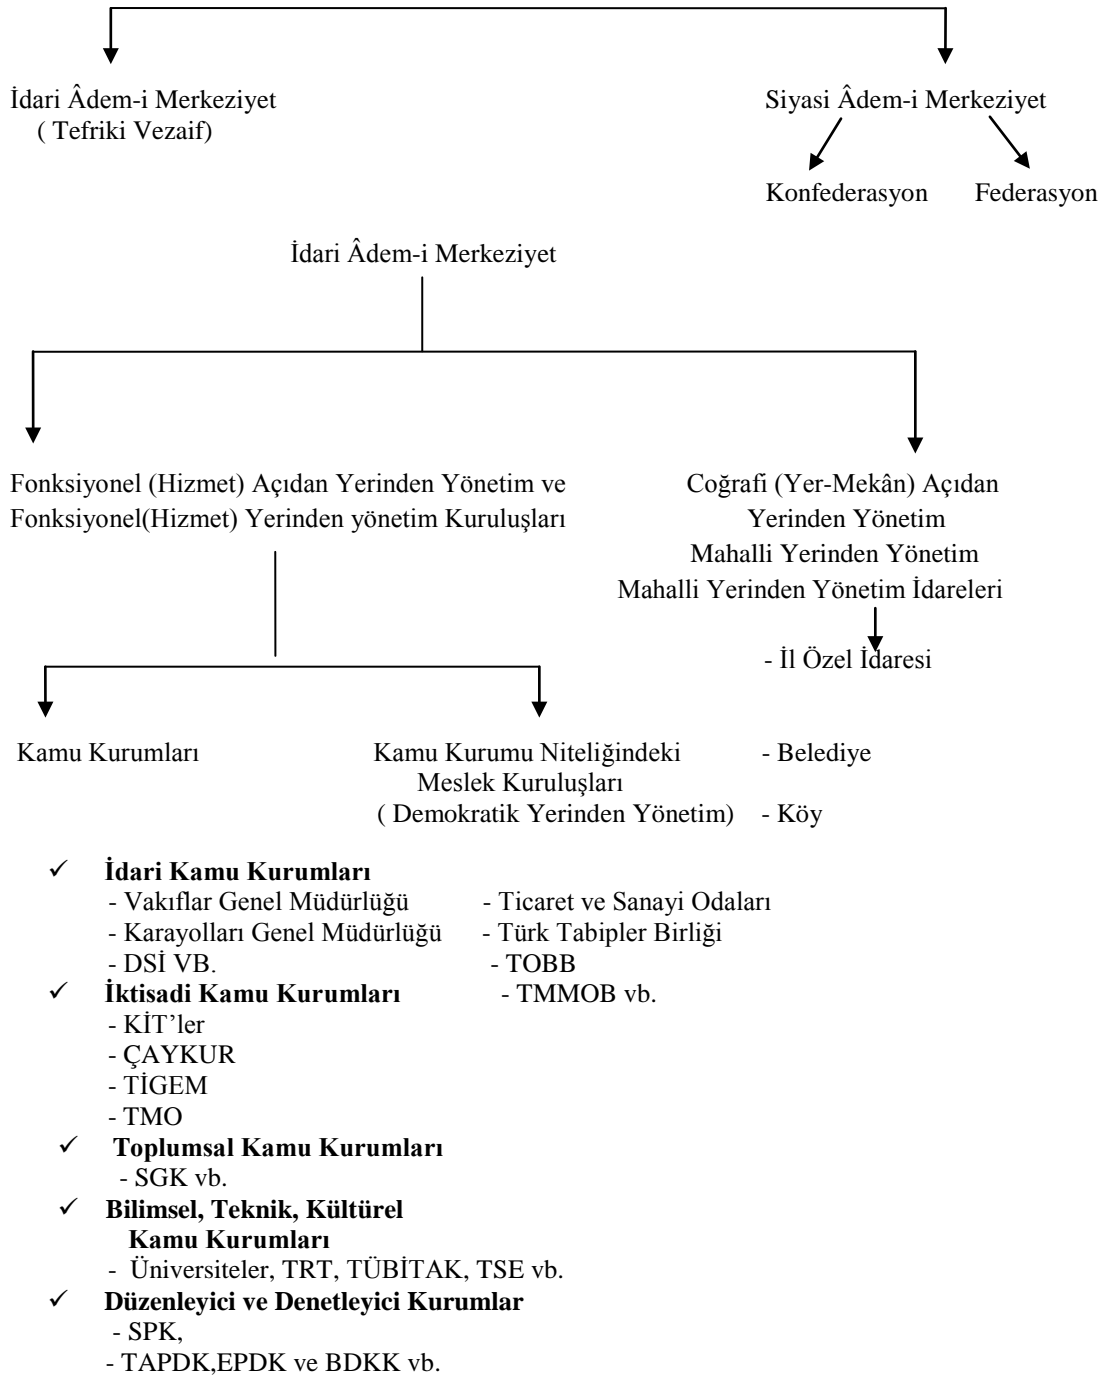 İdari Âdem-i Merkeziyet
( Tefriki Vezaif)
Siyasi Âdem-i Merkeziyet
Konfederasyon
Federasyon
İdari Âdem-i Merkeziyet
Fonksiyonel (Hizmet) Açıdan Yerinden Yönetim ve
Fonksiyonel(Hizmet) Yerinden yönetim Kuruluşları
Coğrafi (Yer-Mekân) Açıdan
Yerinden Yönetim
Mahalli Yerinden Yönetim
Mahalli Yerinden Yönetim İdareleri
- İl Özel İdaresi
- Belediye
- Köy
Kamu Kurumları
Kamu Kurumu Niteliğindeki
Meslek Kuruluşları
( Demokratik Yerinden Yönetim)
✓ İdari Kamu Kurumları
- Vakıflar Genel Müdürlüğü
- Karayolları Genel Müdürlüğü
- DSİ VB.
- Ticaret ve Sanayi Odaları
- Türk Tabipler Birliği
- TOBB
- TMMOB vb.
✓ İktisadi Kamu Kurumları
- KİT’ler
- ÇAYKUR
- TİGEM
- TMO
✓ Toplumsal Kamu Kurumları
- SGK vb.
✓ Bilimsel, Teknik, Kültürel
Kamu Kurumları
- Üniversiteler, TRT, TÜBİTAK, TSE vb.
✓ Düzenleyici ve Denetleyici Kurumlar
- SPK,
- TAPDK,EPDK ve BDKK vb.